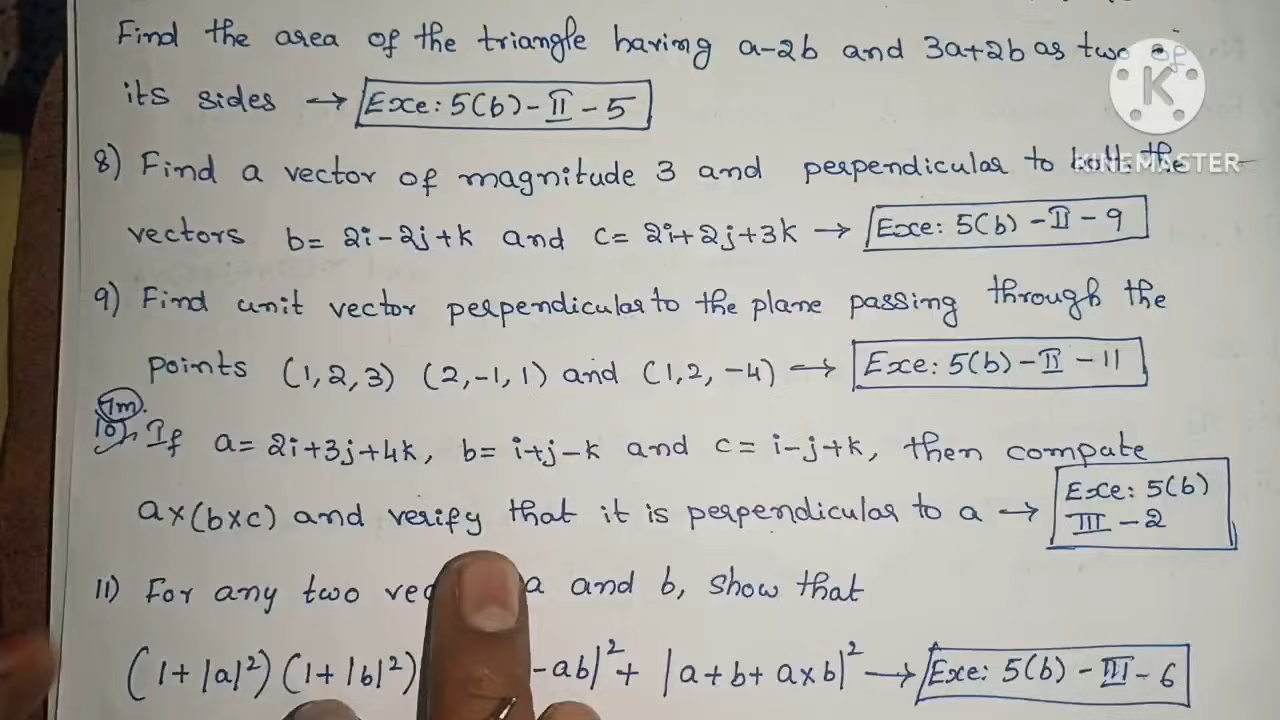 Find the area of the triangle having a-2b and 3a+2b as two of
its sides → Exe: 5(b) - II - 5
K
KINEMASTER
8) Find a vector of magnitude 3 and perpendicular to both the
vectors b = 2i-2j+k and c = 2i+2j+3k → Exe: 5(b) - II - 9
9) Find unit vector perpendicular to the plane passing through the
points (1,2,3) (2,-1,1) and (1,2,-4) → Exe: 5(b) - II - 11
7m.
10). If a = 2i+3j+4k, b = i+j-k and c = i-j+k, then compute
a×(b×c) and verify that it is perpendicular to a → Exe: 5(b) III - 2
11) For any two a and b, show that
(1+|a|²)(1+|b|²) -ab|² + |a+b+a×b|² → Exe: 5(b) - III - 6